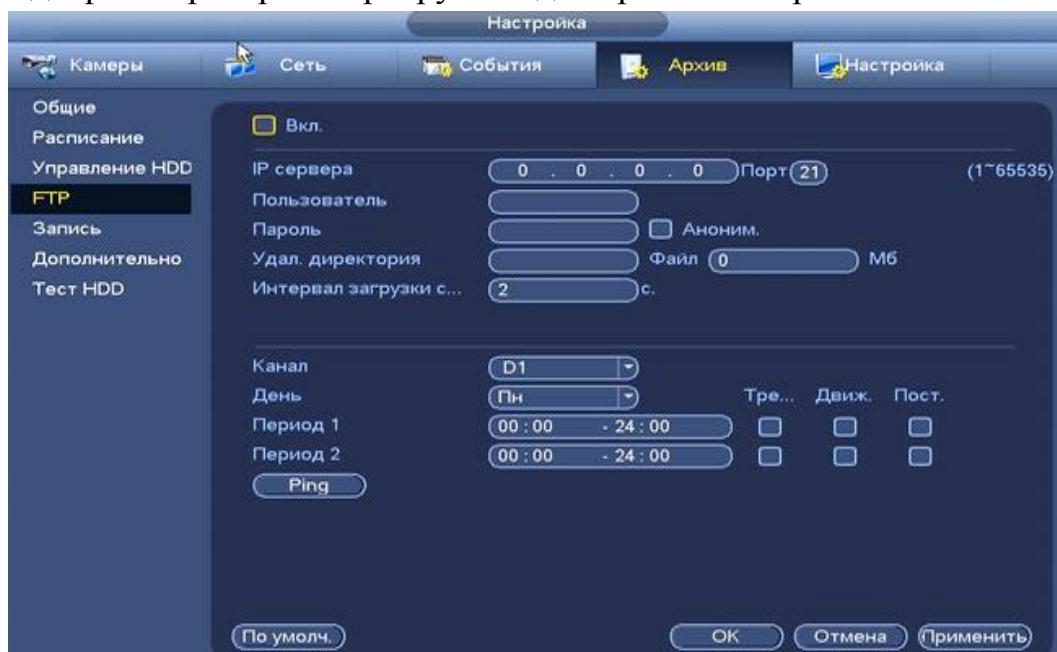 Настройка
Камеры Сеть События Архив Настройка
Общие
Расписание
Управление HDD
FTP
Запись
Дополнительно
Тест HDD
Вкл.
IP сервера 0 . 0 . 0 . 0 Порт 21 (1~65535)
Пользователь
Пароль Аноним.
Удал. директория Файл 0 Мб
Интервал загрузки с... 2 с.
Канал D1
День Пн Тре... Движ. Пост.
Период 1 00 : 00 - 24 : 00
Период 2 00 : 00 - 24 : 00
Ping
По умолч. OK Отмена Применить